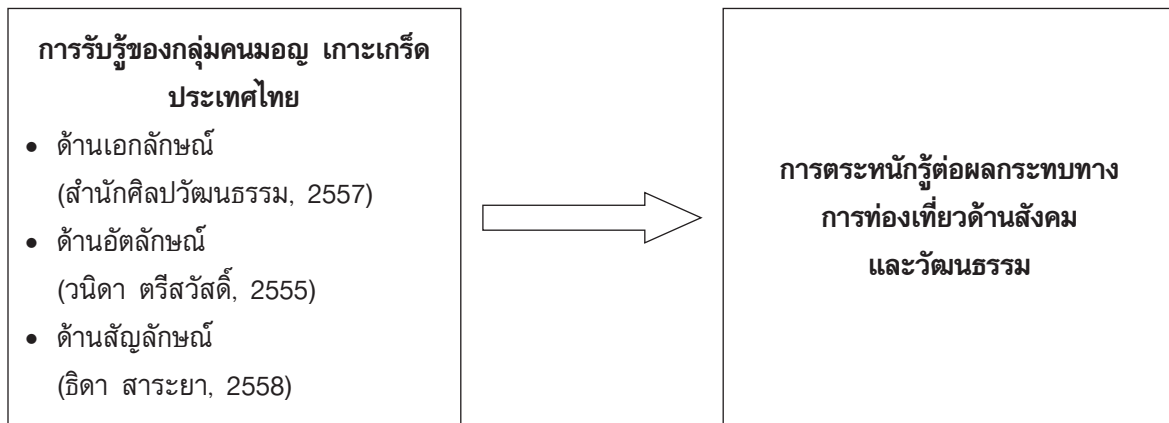 การรับรู้ของกลุ่มคนมอญ เกาะเกร็ด
ประเทศไทย
• ด้านเอกลักษณ์
(สำนักศิลปวัฒนธรรม, 2557)
• ด้านอัตลักษณ์
(วนิดา ตรีสวัสดิ์, 2555)
• ด้านสัญลักษณ์
(ธิดา สาระยา, 2558)
การตระหนักรู้ต่อผลกระทบทาง
การท่องเที่ยวด้านสังคม
และวัฒนธรรม